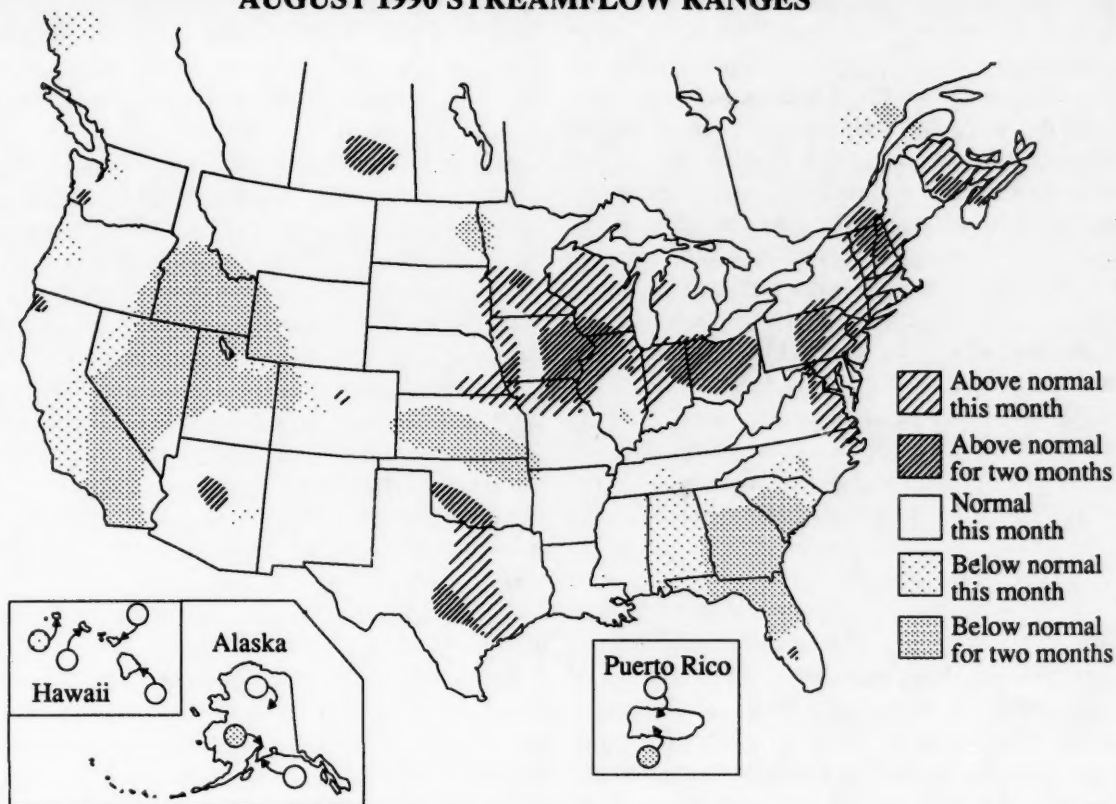 AUGUST 1990 STREAMFLOW RANGES
Above normal
this month
Above normal
for two months
Normal
this month
Below normal
this month
Below normal
for two months
Hawaii
Alaska
Puerto Rico